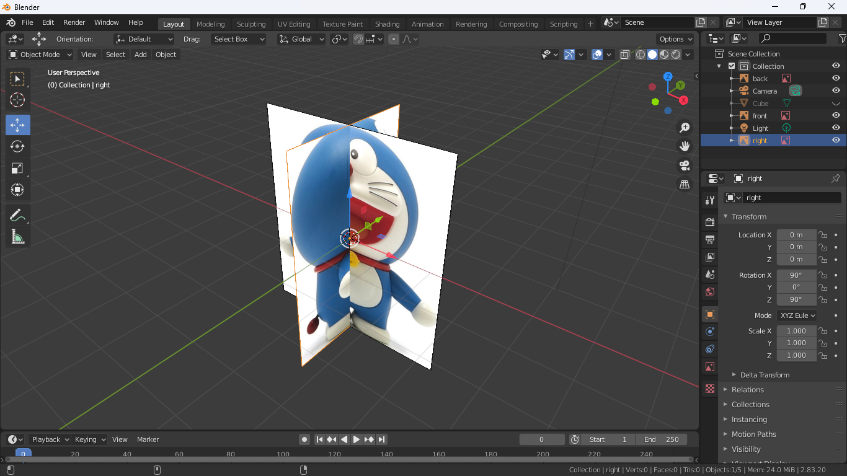 Blender
File Edit Render Window Help Layout Modeling Sculpting UV Editing Texture Paint Shading Animation Rendering Compositing Scripting + Scene View Layer
Orientation: Default Drag: Select Box Global Options
Object Mode View Select Add Object
User Perspective
(0) Collection | right
Z
Y
X
Scene Collection
Collection
back
Camera
Cube
front
Light
right
right
right
Transform
Location X 0 m
Y 0 m
Z 0 m
Rotation X 90°
Y 0°
Z 90°
Mode XYZ Eule
Scale X 1.000
Y 1.000
Z 1.000
Delta Transform
Relations
Collections
Instancing
Motion Paths
Visibility
Playback Keying View Marker 0 Start 1 End 250
0 20 40 60 80 100 120 140 160 180 200 220 240
Collection | right | Verts:0 | Faces:0 | Tris:0 | Objects:1/5 | Mem: 24.0 MiB | 2.83.20